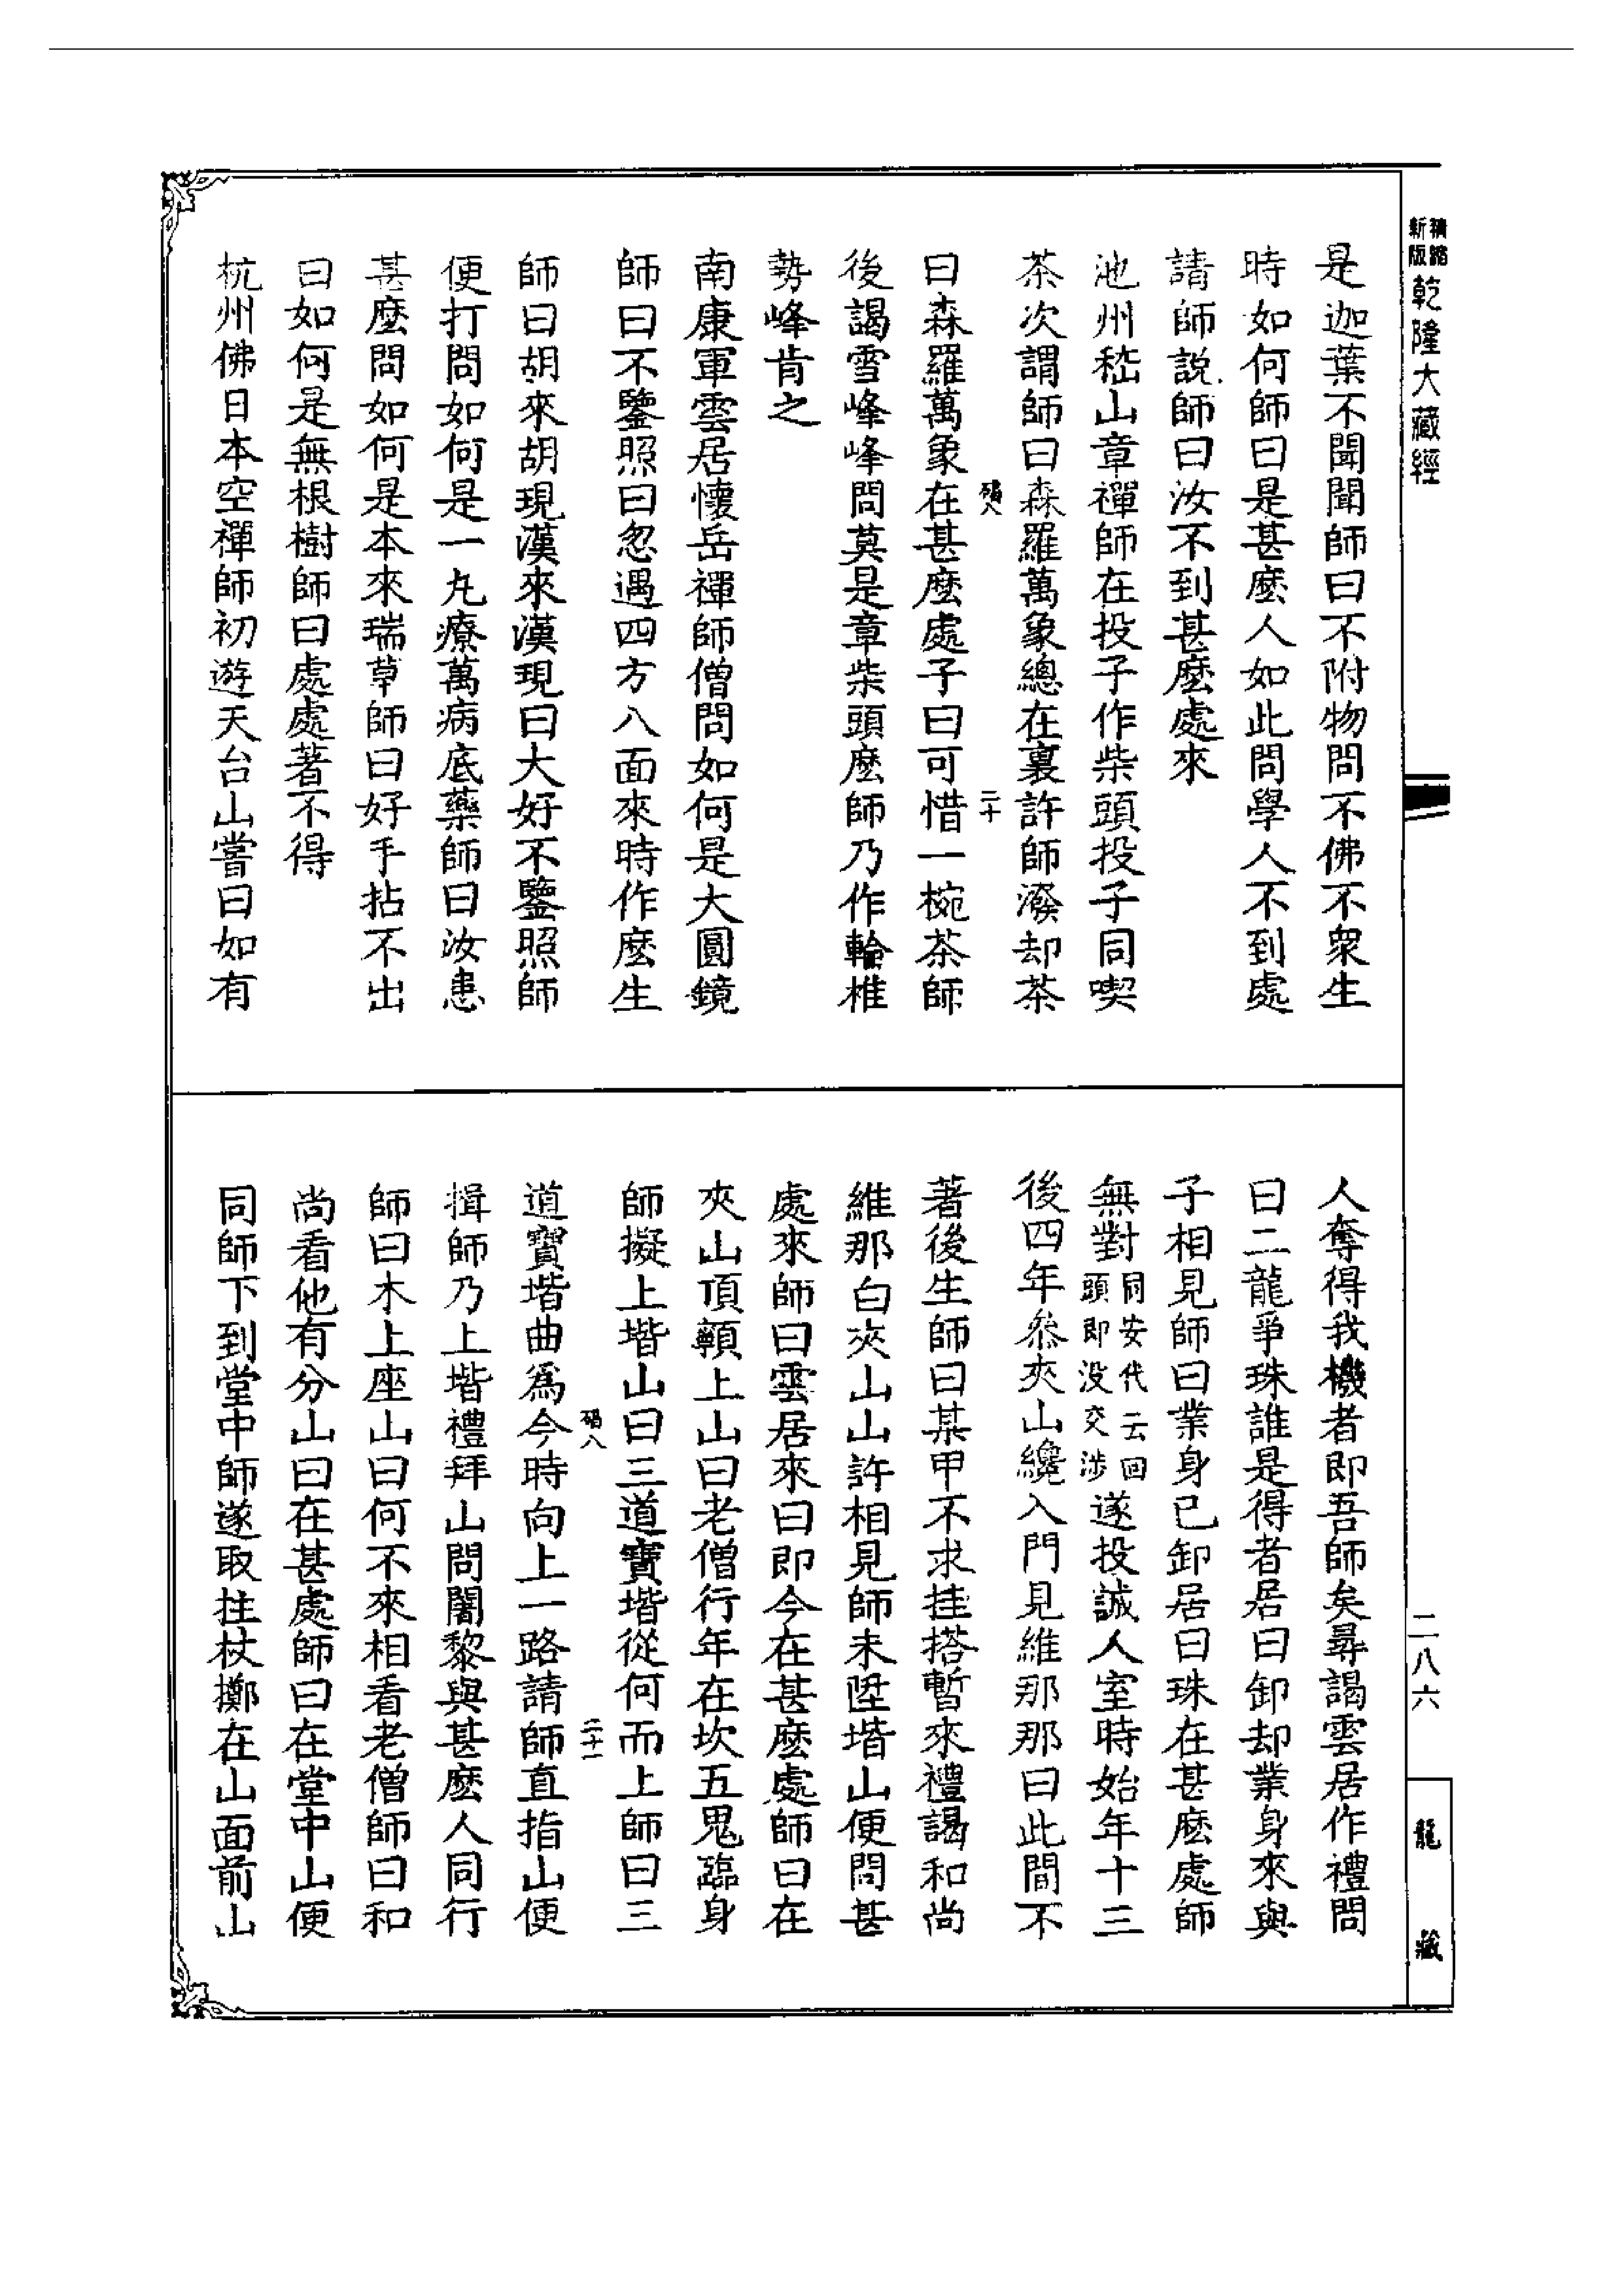 精縮
新版
乾隆大藏經
是迦葉不聞聞師曰不附物問不佛不衆生
時如何師曰是甚麼人如此問學人不到處
請師説師曰汝不到甚麼處來
池州嵇山章禪師在投子作柴頭投子同喫
茶次謂師曰森羅萬象總在裏許師潑却茶
曰森羅萬象在甚麼處子曰可惜一椀茶師
後謁雪峰峰問莫是章柴頭麼師乃作輪椎
勢峰肯之
南康軍雲居懷岳禪師僧問如何是大圓鏡
師曰不鑒照曰忽遇四方八面來時作麼生
師曰胡來胡現漢來漢現曰大好不鑒照師
便打問如何是一九療萬病底藥師曰汝患
甚麼問如何是本來瑞草師曰好手拈不出
曰如何是無根樹師曰處處著不得
杭州佛日本空禪師初遊天台山嘗曰如有
二十
人奪得我機者即吾師矣尋謁雲居作禮問
曰二龍爭珠誰是得者居曰卸却業身來與
子相見師曰業身已卸居曰珠在甚麼處師
無對同安代云回頭即没交涉遂投誠人室時始年十三
後四年叅夾山纔入門見維那那曰此間不
著後生師曰某甲不求挂搭暫來禮謁和尚
維那白夾山山許相見師未陞堦山便問甚
處來師曰雲居來曰即今在甚麼處師曰在
夾山頂𩕳上山曰老僧行年在坎五鬼臨身
師擬上堦山曰三道寶堦從何而上師曰三
道寶堦曲爲今時向上一路請師直指山便
揖師乃上堦禮拜山問闍黎與甚麼人同行
師曰木上座山曰何不來相看老僧師曰和
尚看他有分山曰在甚處師曰在堂中山便
同師下到堂中師遂取拄杖擲在山面前山
二十一
二八六
龍藏